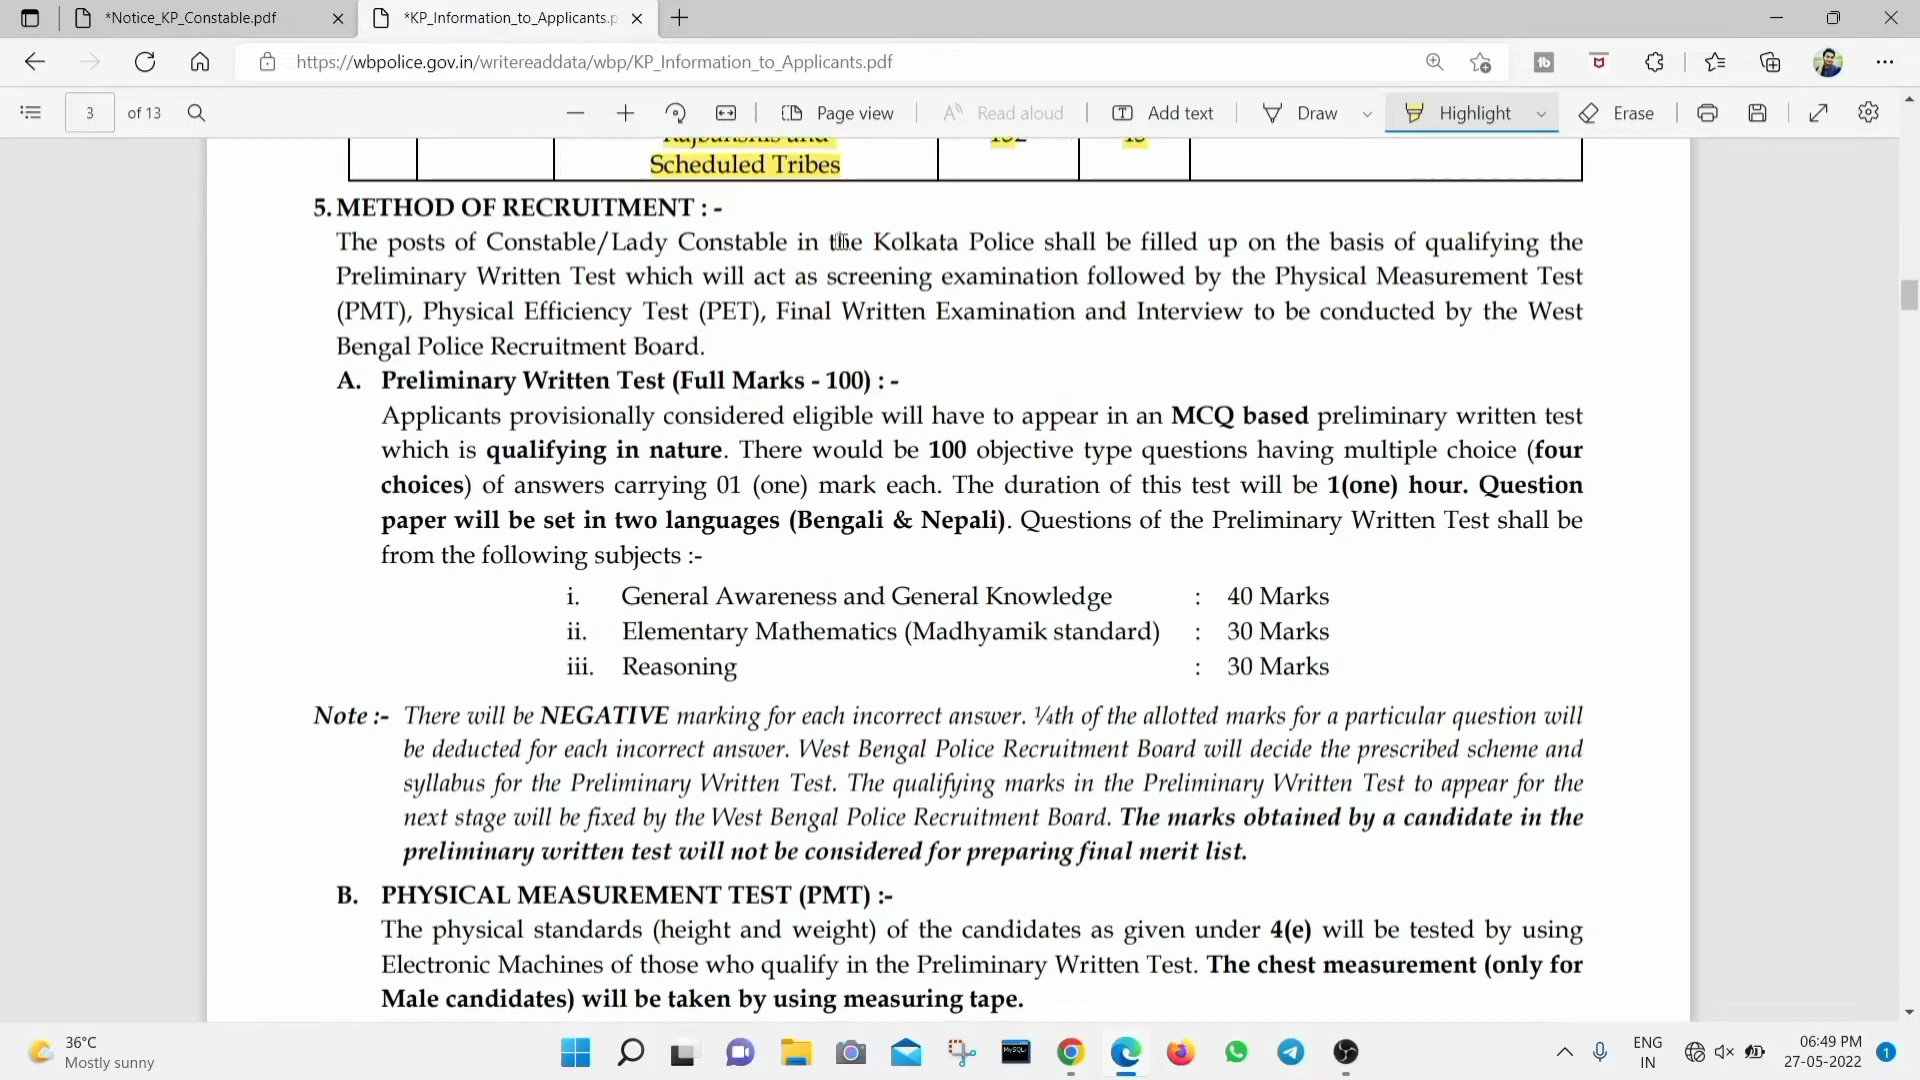 *Notice_KP_Constable.pdf
*KP_Information_to_Applicants.p
https://wbpolice.gov.in/writereaddata/wbp/KP_Information_to_Applicants.pdf
3 of 13
Page view
Read aloud
Add text
Draw
Highlight
Erase
Rajbanshis and 132 13
Scheduled Tribes
5. METHOD OF RECRUITMENT : -
The posts of Constable/Lady Constable in the Kolkata Police shall be filled up on the basis of qualifying the
Preliminary Written Test which will act as screening examination followed by the Physical Measurement Test
(PMT), Physical Efficiency Test (PET), Final Written Examination and Interview to be conducted by the West
Bengal Police Recruitment Board.
A. Preliminary Written Test (Full Marks - 100) : -
Applicants provisionally considered eligible will have to appear in an MCQ based preliminary written test
which is qualifying in nature. There would be 100 objective type questions having multiple choice (four
choices) of answers carrying 01 (one) mark each. The duration of this test will be 1(one) hour. Question
paper will be set in two languages (Bengali & Nepali). Questions of the Preliminary Written Test shall be
from the following subjects :-
i. General Awareness and General Knowledge : 40 Marks
ii. Elementary Mathematics (Madhyamik standard) : 30 Marks
iii. Reasoning : 30 Marks
Note :- There will be NEGATIVE marking for each incorrect answer. ¼th of the allotted marks for a particular question will
be deducted for each incorrect answer. West Bengal Police Recruitment Board will decide the prescribed scheme and
syllabus for the Preliminary Written Test. The qualifying marks in the Preliminary Written Test to appear for the
next stage will be fixed by the West Bengal Police Recruitment Board. The marks obtained by a candidate in the
preliminary written test will not be considered for preparing final merit list.
B. PHYSICAL MEASUREMENT TEST (PMT) :-
The physical standards (height and weight) of the candidates as given under 4(e) will be tested by using
Electronic Machines of those who qualify in the Preliminary Written Test. The chest measurement (only for
Male candidates) will be taken by using measuring tape.
36°C
Mostly sunny
ENG
IN
06:49 PM
27-05-2022
1